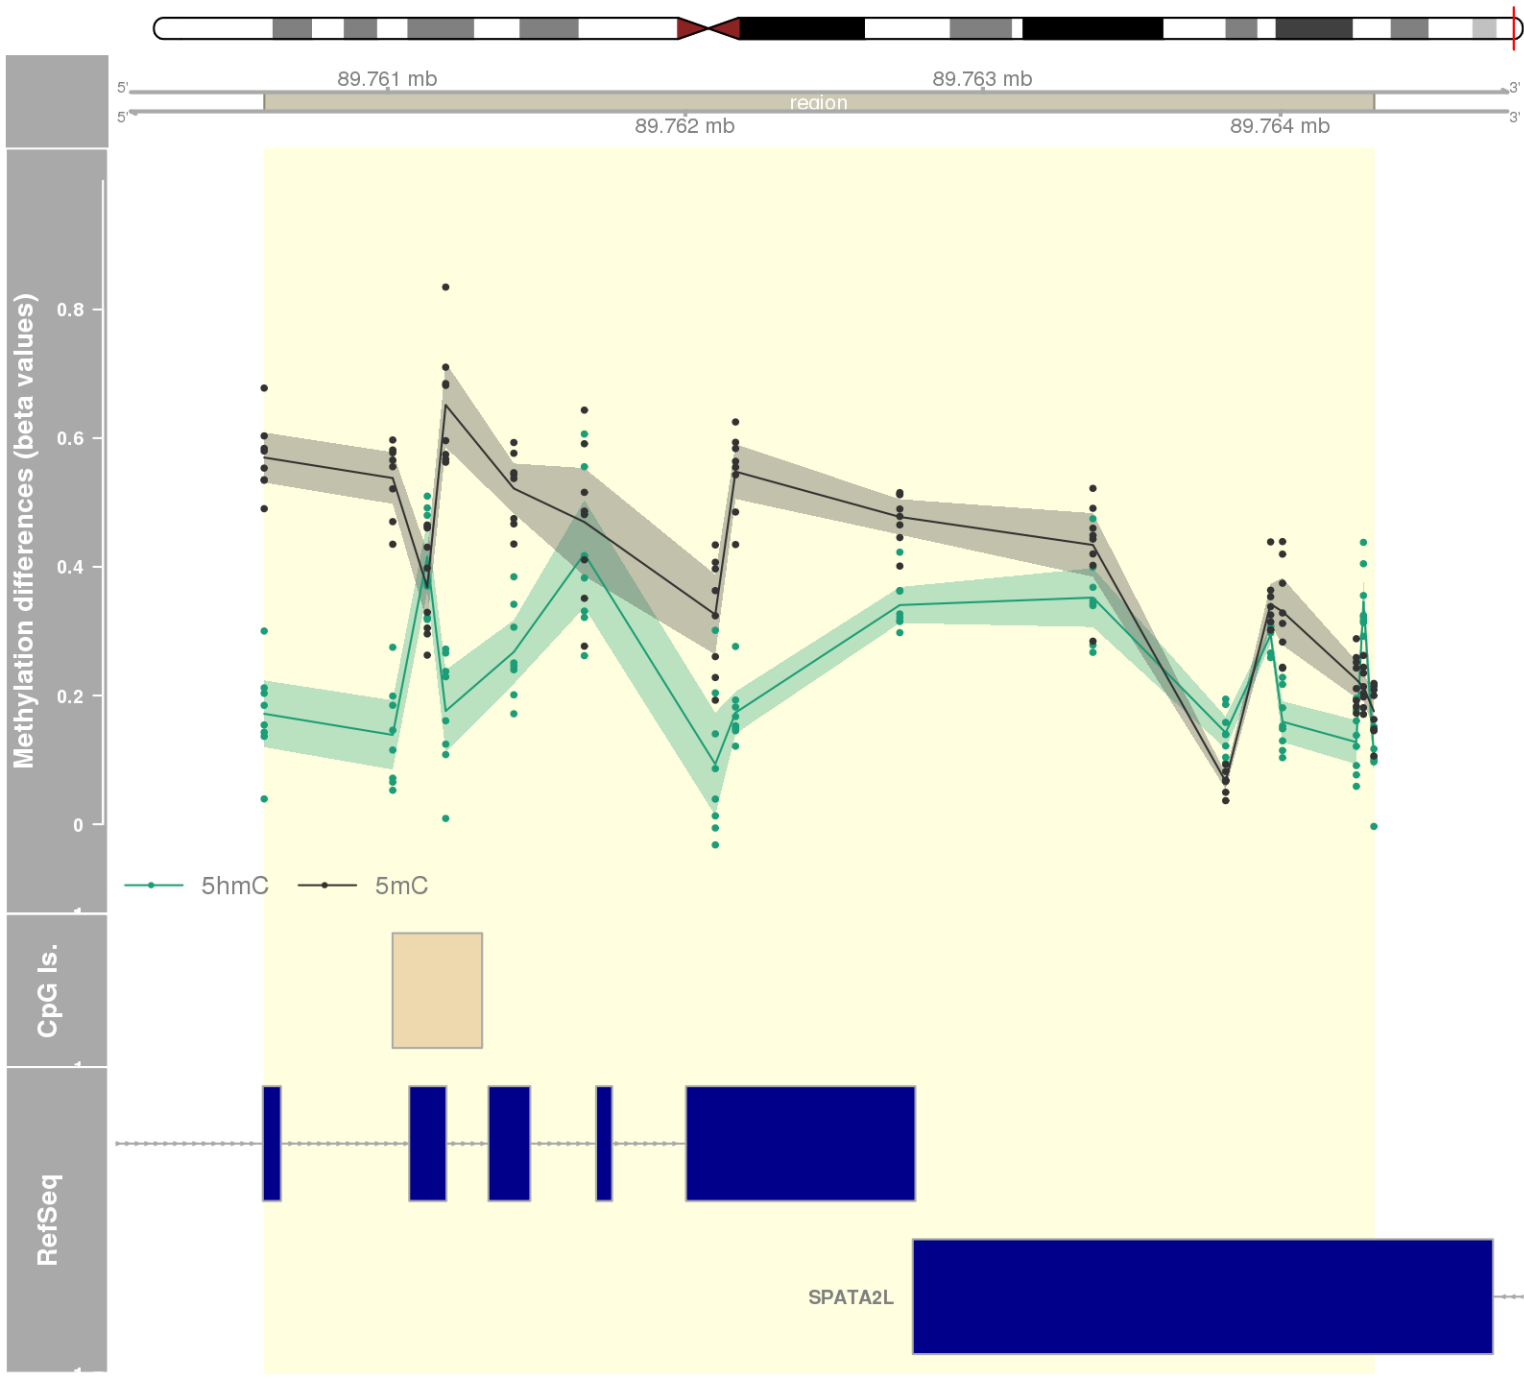 89.761 mb
89.763 mb
5'
3'
region
5'
3'
89.762 mb
89.764 mb
Methylation differences (beta values)
0.8
0.6
0.4
0.2
0
5hmC
5mC
CpG Is.
RefSeq
SPATA2L